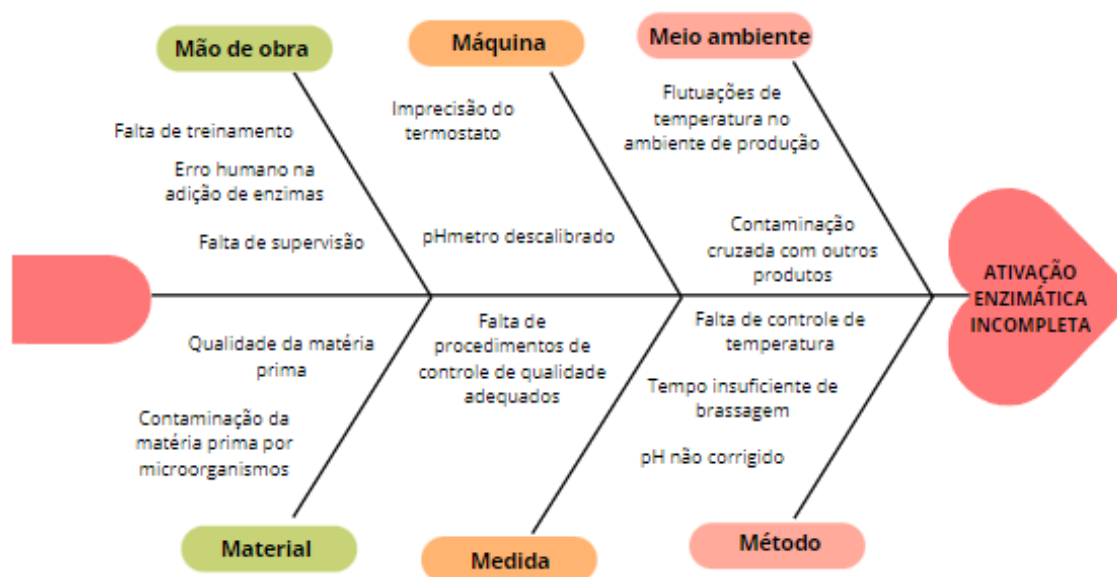 Mão de obra
Máquina
Meio ambiente
Falta de treinamento
Erro humano na
adição de enzimas
Falta de supervisão
Imprecisão do
termostato
pHmetro descalibrado
Flutuações de
temperatura no
ambiente de produção
Contaminação
cruzada com outros
produtos
ATIVAÇÃO
ENZIMÁTICA
INCOMPLETA
Qualidade da matéria
prima
Contaminação da
matéria prima por
microorganismos
Falta de
procedimentos de
controle de qualidade
adequados
Falta de controle de
temperatura
Tempo insuficiente de
brassagem
pH não corrigido
Material
Medida
Método